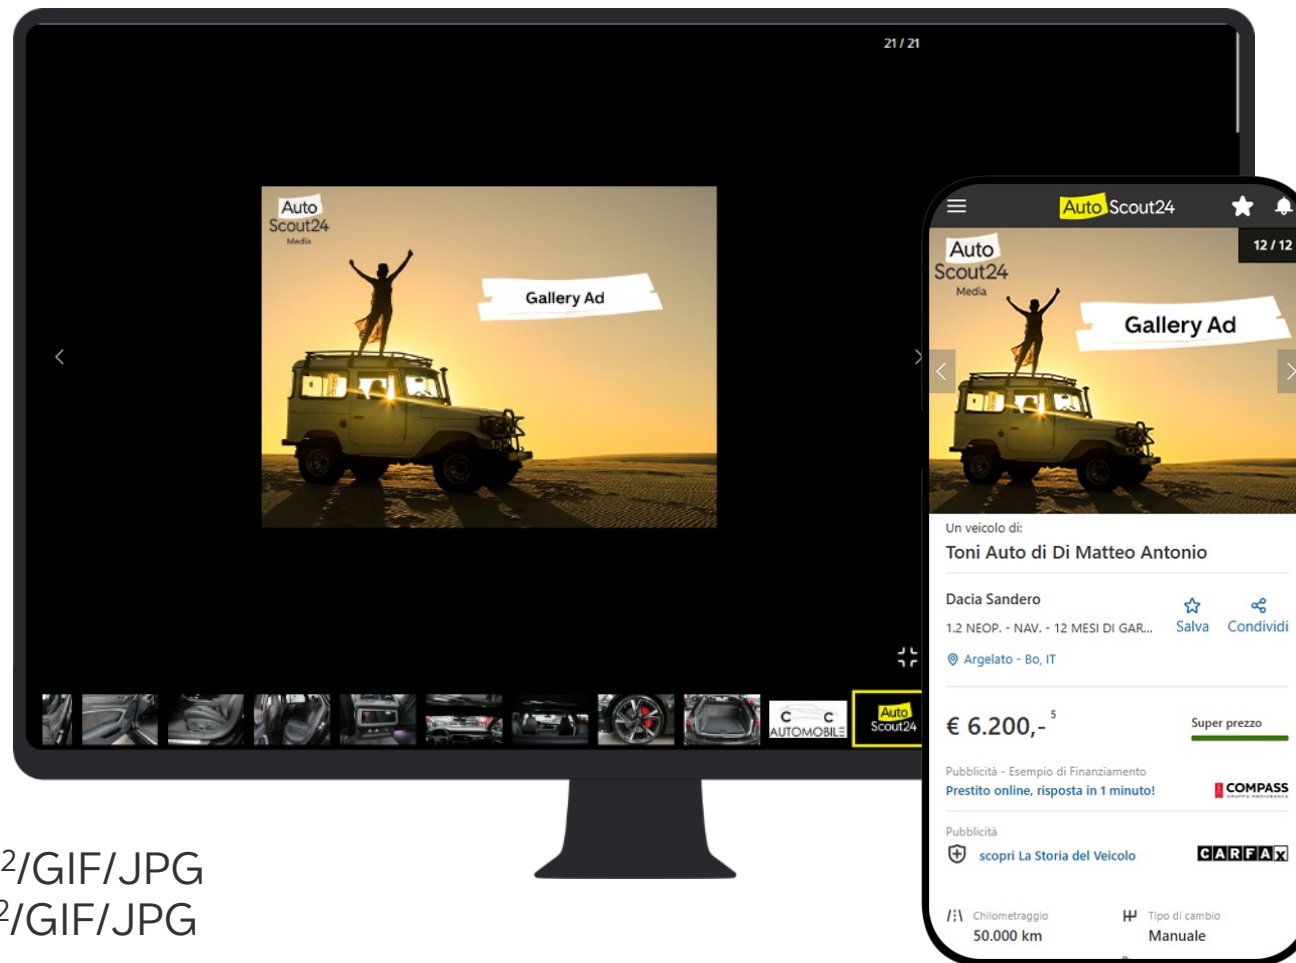 21 / 21
Auto
Scout24
Media
Gallery Ad
C C
AUTOMOBILE
Auto
Scout24
AutoScout24
12 / 12
Auto
Scout24
Media
Gallery Ad
Un veicolo di:
Toni Auto di Di Matteo Antonio
Dacia Sandero
1.2 NEOP. - NAV. - 12 MESI DI GAR...
Salva Condividi
Argelato - Bo, IT
€ 6.200,- 5
Super prezzo
Pubblicità - Esempio di Finanziamento
Prestito online, risposta in 1 minuto!
COMPASS
Pubblicità
scopri La Storia del Veicolo
CARFAX
Chilometraggio
50.000 km
Tipo di cambio
Manuale
2/GIF/JPG
2/GIF/JPG